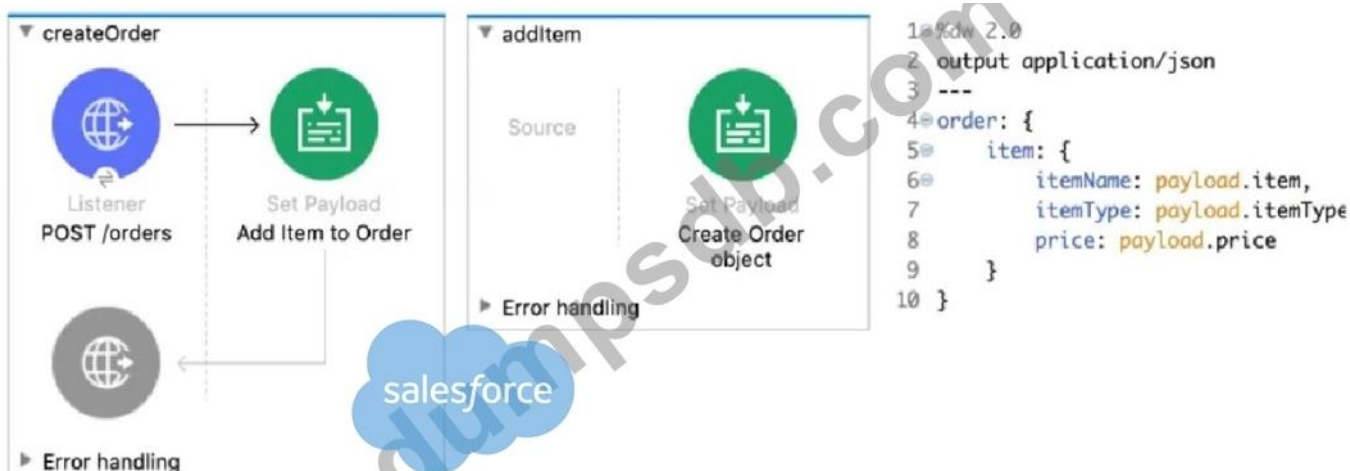 createOrder
Listener
POST /orders
Set Payload
Add Item to Order
Error handling
addItem
Source
Set Payload
Create Order
object
Error handling
1 %dw 2.0
2 output application/json
3 ---
4 order: {
5 item: {
6 itemName: payload.item,
7 itemType: payload.itemType
8 price: payload.price
9 }
10 }
salesforce
dumpsdb.com